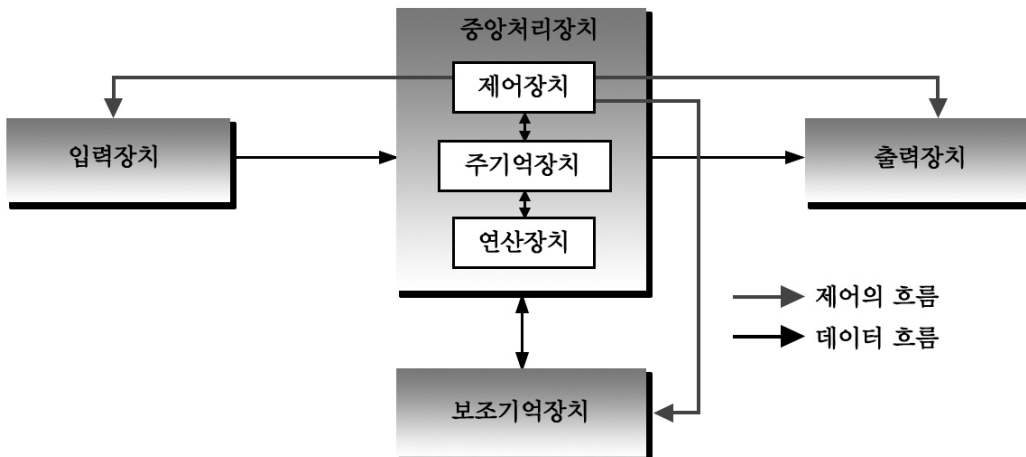 중앙처리장치
제어장치
입력장치
주기억장치
출력장치
연산장치
제어의 흐름
데이터 흐름
보조기억장치